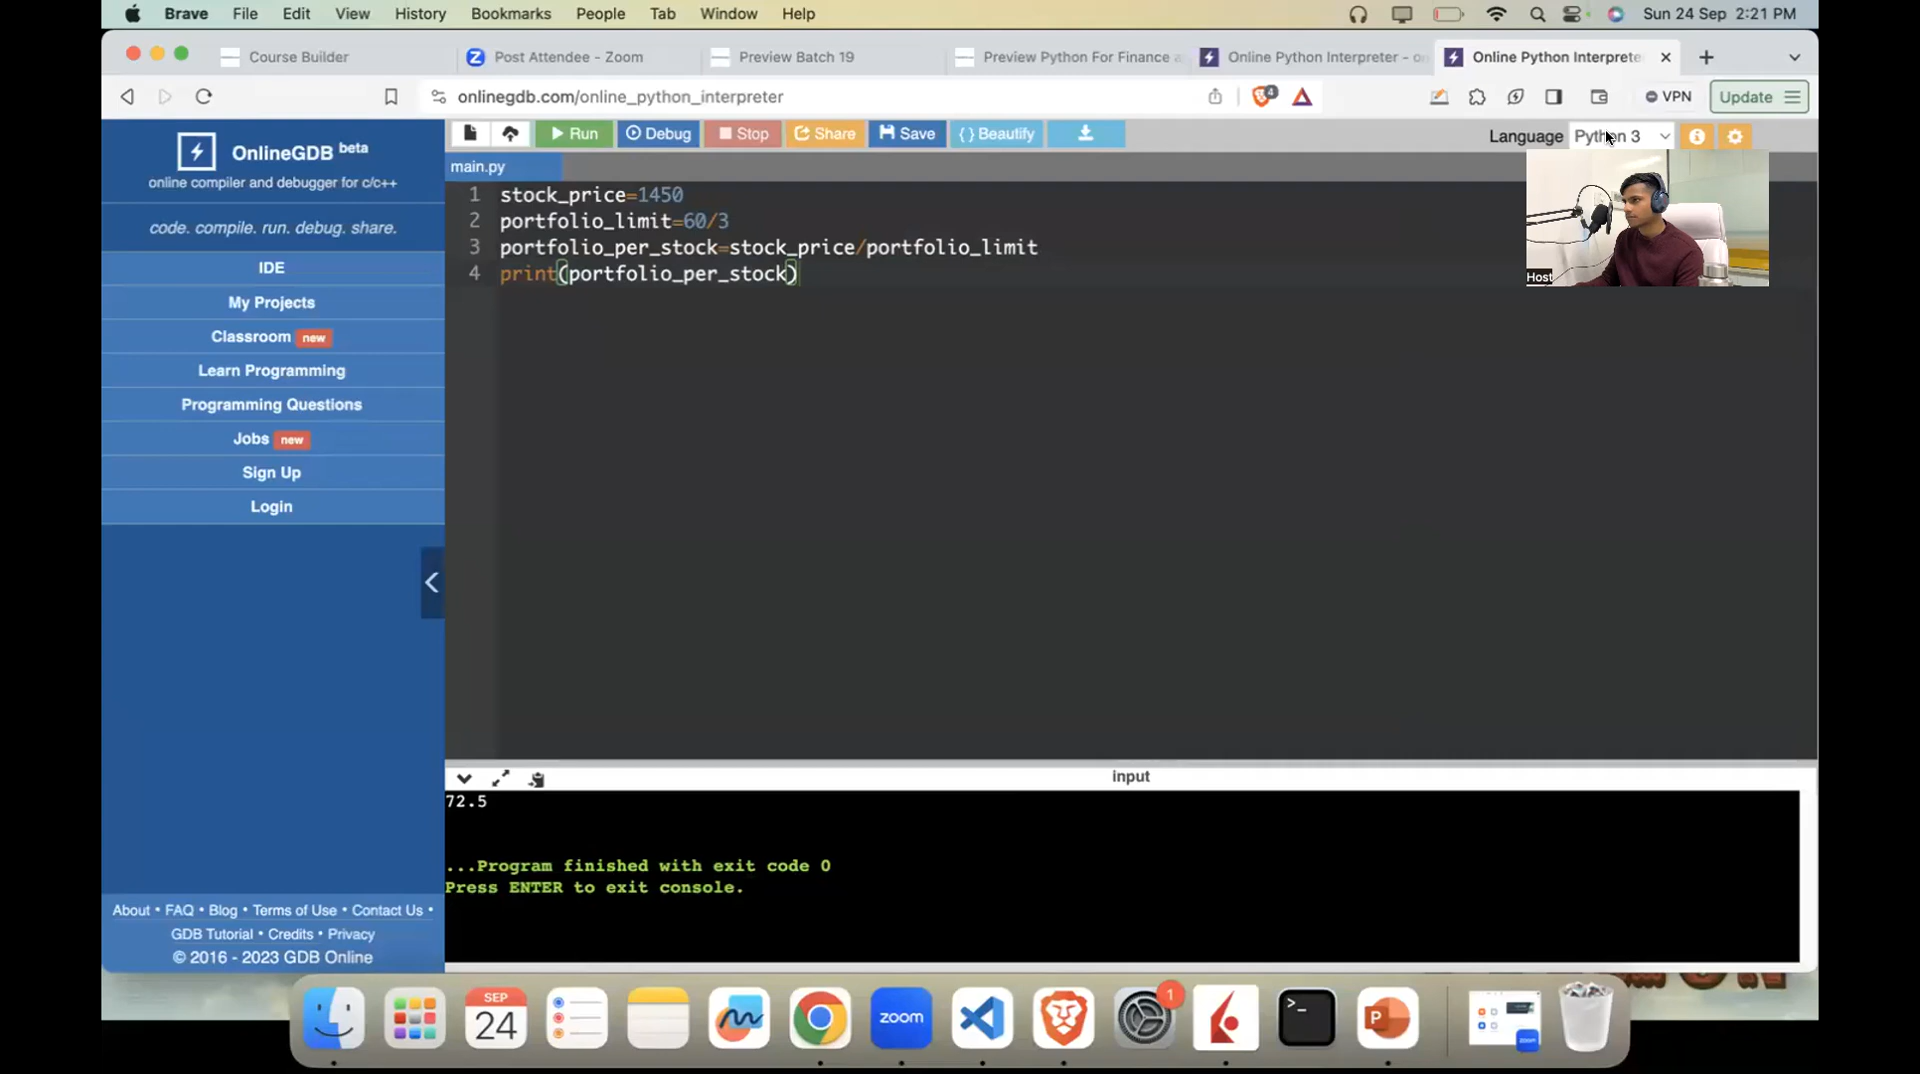 Brave File Edit View History Bookmarks People Tab Window Help Sun 24 Sep 2:21 PM
Course Builder Post Attendee - Zoom Preview Batch 19 Preview Python For Finance a Online Python Interpreter - o Online Python Interprete
onlinegdb.com/online_python_interpreter 4 VPN Update
OnlineGDB beta
online compiler and debugger for c/c++
code. compile. run. debug. share.
IDE
My Projects
Classroom new
Learn Programming
Programming Questions
Jobs new
Sign Up
Login
About • FAQ • Blog • Terms of Use • Contact Us •
GDB Tutorial • Credits • Privacy
© 2016 - 2023 GDB Online
Run Debug Stop Share Save { } Beautify Language Python 3
main.py
1 stock_price=1450
2 portfolio_limit=60/3
3 portfolio_per_stock=stock_price/portfolio_limit
4 print(portfolio_per_stock)
Host
input
72.5
...Program finished with exit code 0
Press ENTER to exit console.
SEP
24
zoom
1
>_
P
zoom